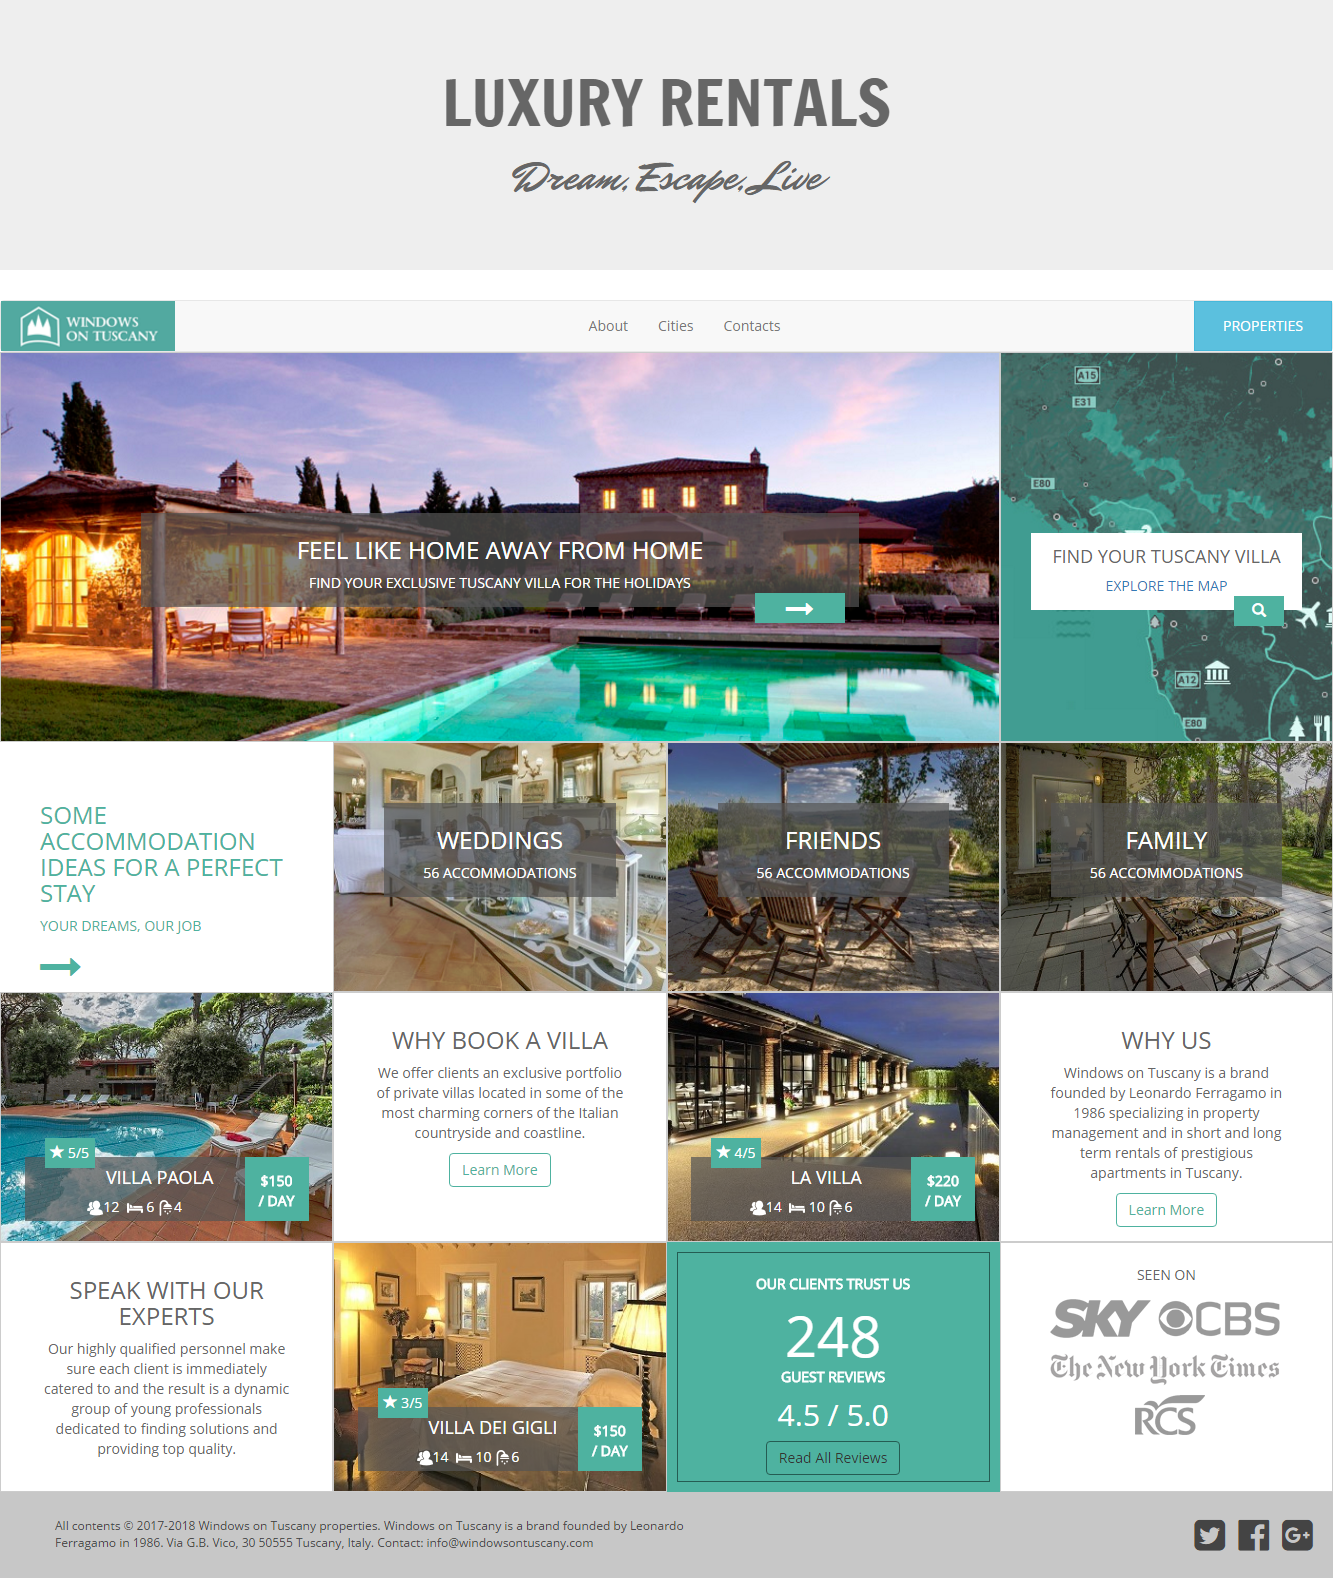 LUXURY RENTALS
Dream.Escape.Live
WINDOWS
ON TUSCANY
About
Cities
Contacts
PROPERTIES
FEEL LIKE HOME AWAY FROM HOME
FIND YOUR EXCLUSIVE TUSCANY VILLA FOR THE HOLIDAYS
A15
E31
E80
FIND YOUR TUSCANY VILLA
EXPLORE THE MAP
A12
E80
SOME
ACCOMMODATION
IDEAS FOR A PERFECT
STAY
YOUR DREAMS, OUR JOB
WEDDINGS
56 ACCOMMODATIONS
FRIENDS
56 ACCOMMODATIONS
FAMILY
56 ACCOMMODATIONS
5/5
VILLA PAOLA
12 6 4
$150
/ DAY
WHY BOOK A VILLA
We offer clients an exclusive portfolio
of private villas located in some of the
most charming corners of the Italian
countryside and coastline.
Learn More
4/5
LA VILLA
14 10 6
$220
/ DAY
WHY US
Windows on Tuscany is a brand
founded by Leonardo Ferragamo in
1986 specializing in property
management and in short and long
term rentals of prestigious
apartments in Tuscany.
Learn More
SPEAK WITH OUR
EXPERTS
Our highly qualified personnel make
sure each client is immediately
catered to and the result is a dynamic
group of young professionals
dedicated to finding solutions and
providing top quality.
3/5
VILLA DEI GIGLI
14 10 6
$150
/ DAY
OUR CLIENTS TRUST US
248
GUEST REVIEWS
4.5 / 5.0
Read All Reviews
SEEN ON
SKY CBS
The New York Times
RCS
All contents © 2017-2018 Windows on Tuscany properties. Windows on Tuscany is a brand founded by Leonardo
Ferragamo in 1986. Via G.B. Vico, 30 50555 Tuscany, Italy. Contact: info@windowsontuscany.com
G+